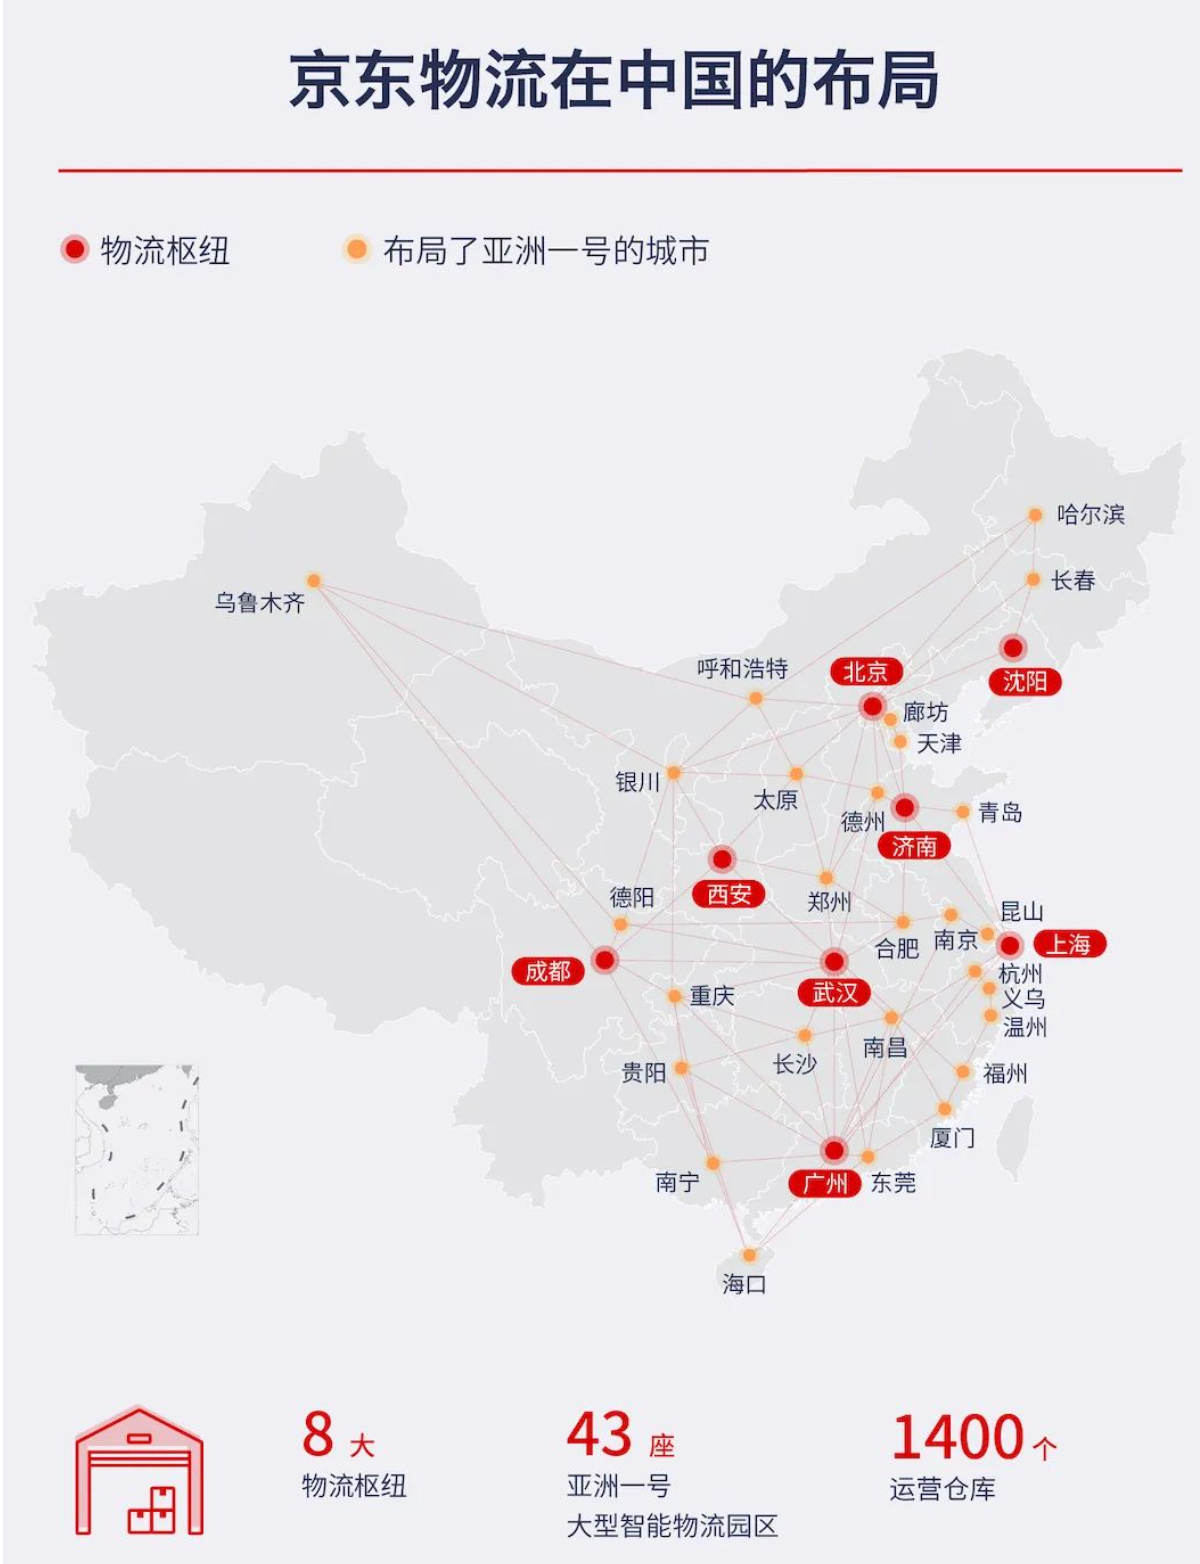 京东物流在中国的布局
物流枢纽
布局了亚洲一号的城市
哈尔滨
长春
乌鲁木齐
呼和浩特
北京
沈阳
廊坊
天津
银川
太原
德州
青岛
济南
西安
郑州
德阳
昆山
合肥
南京
上海
成都
杭州
重庆
武汉
义乌
温州
南昌
长沙
贵阳
福州
厦门
南宁
广州
东莞
海口
8 大
物流枢纽
43 座
亚洲一号
大型智能物流园区
1400 个
运营仓库